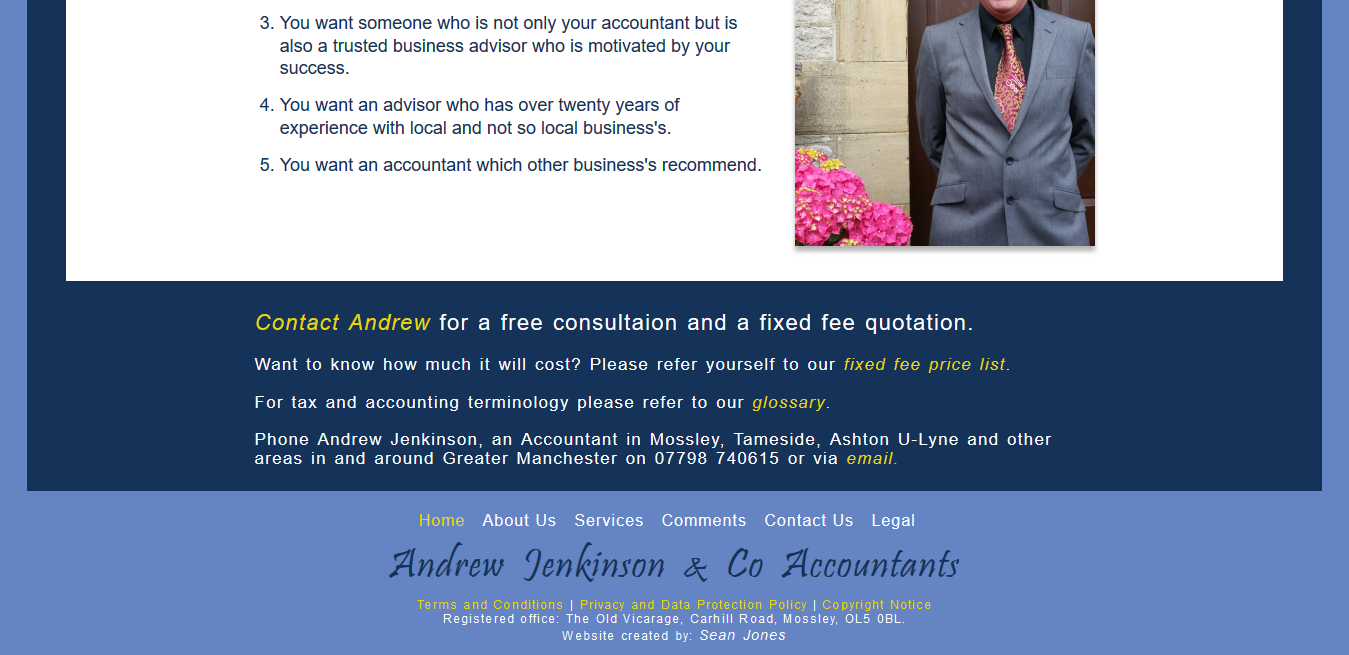 3. You want someone who is not only your accountant but is
also a trusted business advisor who is motivated by your
success.
4. You want an advisor who has over twenty years of
experience with local and not so local business's.
5. You want an accountant which other business's recommend.
Contact Andrew for a free consultaion and a fixed fee quotation.
Want to know how much it will cost? Please refer yourself to our fixed fee price list.
For tax and accounting terminology please refer to our glossary.
Phone Andrew Jenkinson, an Accountant in Mossley, Tameside, Ashton U-Lyne and other
areas in and around Greater Manchester on 07798 740615 or via email.
Home About Us Services Comments Contact Us Legal
Andrew Jenkinson & Co Accountants
Terms and Conditions | Privacy and Data Protection Policy | Copyright Notice
Registered office: The Old Vicarage, Carhill Road, Mossley, OL5 0BL.
Website created by: Sean Jones